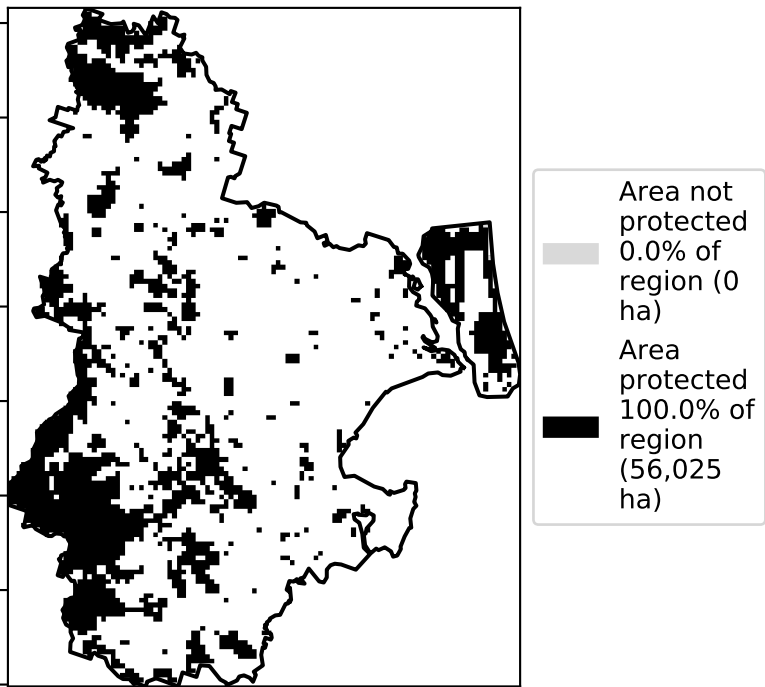 Area not
protected
0.0% of
region (0
ha)
Area
protected
100.0% of
region
(56,025
ha)